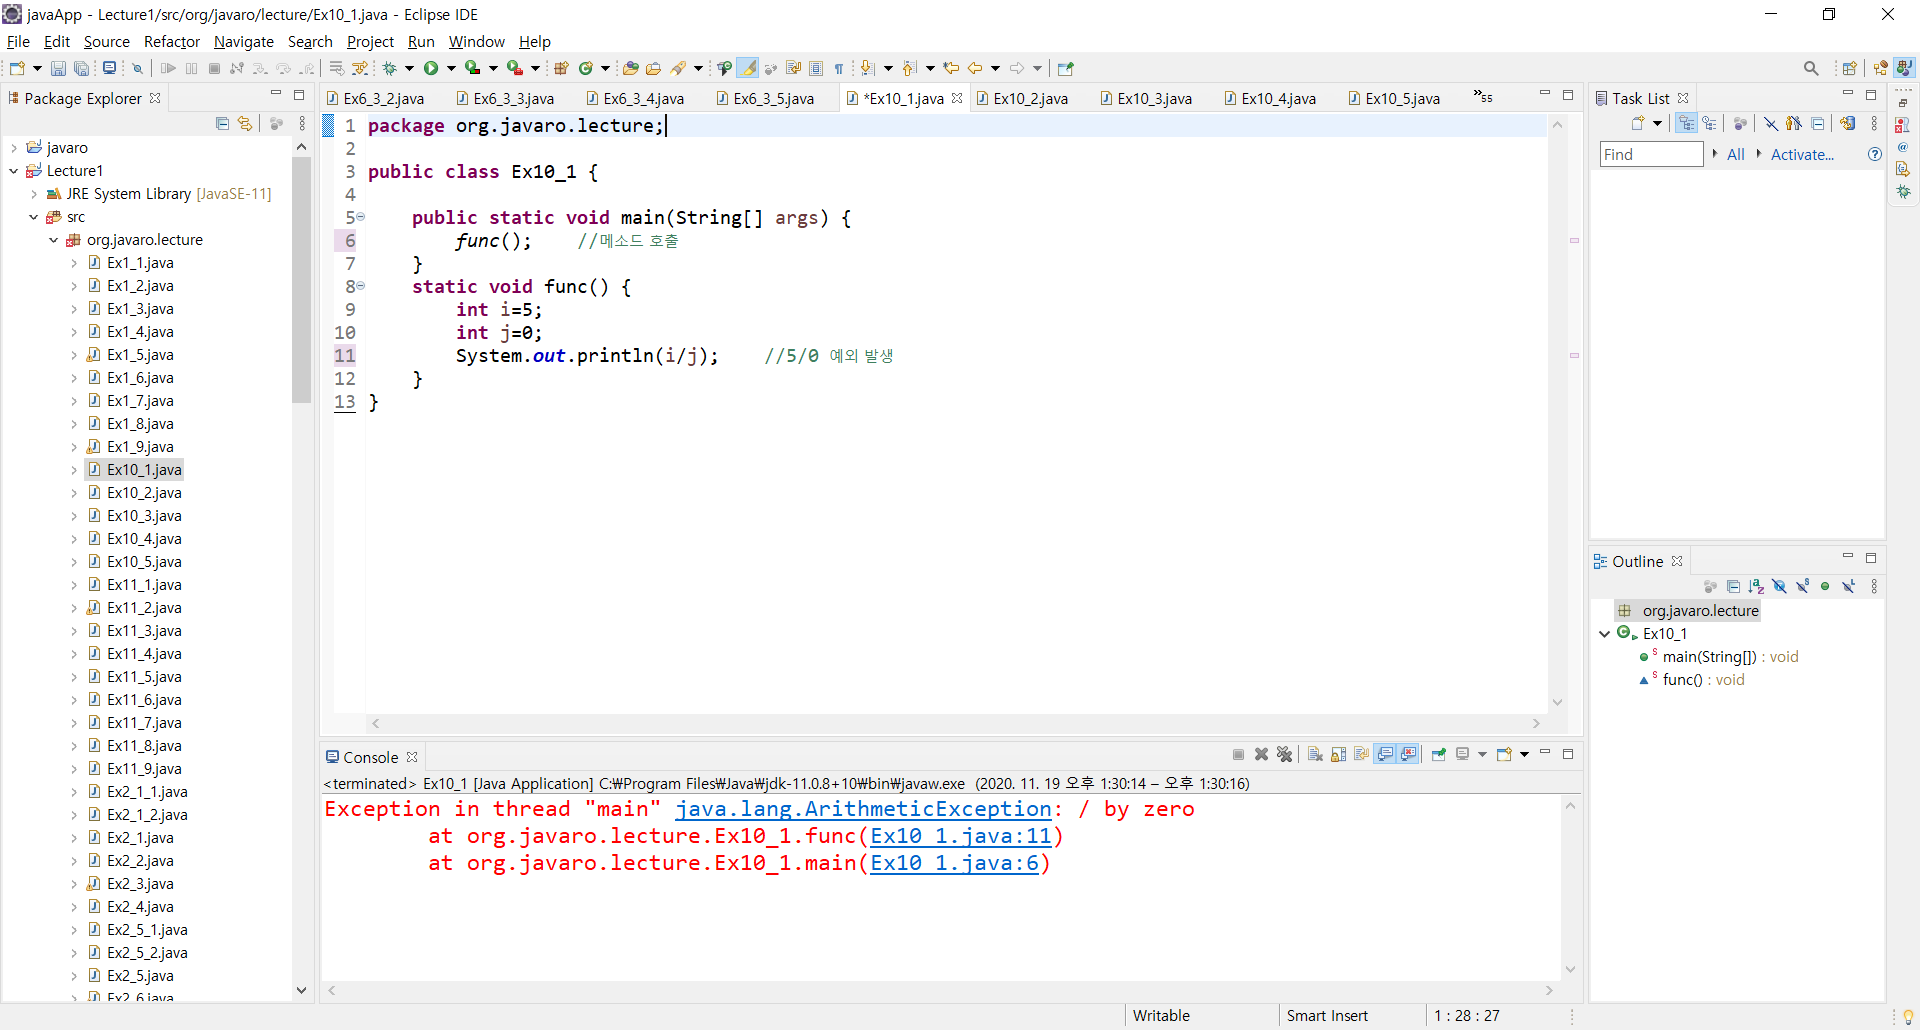 javaApp - Lecture1/src/org/javaro/lecture/Ex10_1.java - Eclipse IDE
File Edit Source Refactor Navigate Search Project Run Window Help
Package Explorer
javaro
Lecture1
JRE System Library [JavaSE-11]
src
org.javaro.lecture
Ex1_1.java
Ex1_2.java
Ex1_3.java
Ex1_4.java
Ex1_5.java
Ex1_6.java
Ex1_7.java
Ex1_8.java
Ex1_9.java
Ex10_1.java
Ex10_2.java
Ex10_3.java
Ex10_4.java
Ex10_5.java
Ex11_1.java
Ex11_2.java
Ex11_3.java
Ex11_4.java
Ex11_5.java
Ex11_6.java
Ex11_7.java
Ex11_8.java
Ex11_9.java
Ex2_1_1.java
Ex2_1_2.java
Ex2_1.java
Ex2_2.java
Ex2_3.java
Ex2_4.java
Ex2_5_1.java
Ex2_5_2.java
Ex2_5.java
Ex2_6.java
Ex6_3_2.java Ex6_3_3.java Ex6_3_4.java Ex6_3_5.java *Ex10_1.java Ex10_2.java Ex10_3.java Ex10_4.java Ex10_5.java »55
1 package org.javaro.lecture;
2
3 public class Ex10_1 {
4
5 public static void main(String[] args) {
6 func(); //메소드 호출
7 }
8 static void func() {
9 int i=5;
10 int j=0;
11 System.out.println(i/j); //5/0 예외 발생
12 }
13 }
Console
<terminated> Ex10_1 [Java Application] C:₩Program Files₩Java₩jdk-11.0.8+10₩bin₩javaw.exe (2020. 11. 19 오후 1:30:14 – 오후 1:30:16)
Exception in thread "main" java.lang.ArithmeticException: / by zero
at org.javaro.lecture.Ex10_1.func(Ex10_1.java:11)
at org.javaro.lecture.Ex10_1.main(Ex10_1.java:6)
Task List
Find All Activate...
Outline
org.javaro.lecture
Ex10_1
main(String[]) : void
func() : void
Writable Smart Insert 1 : 28 : 27